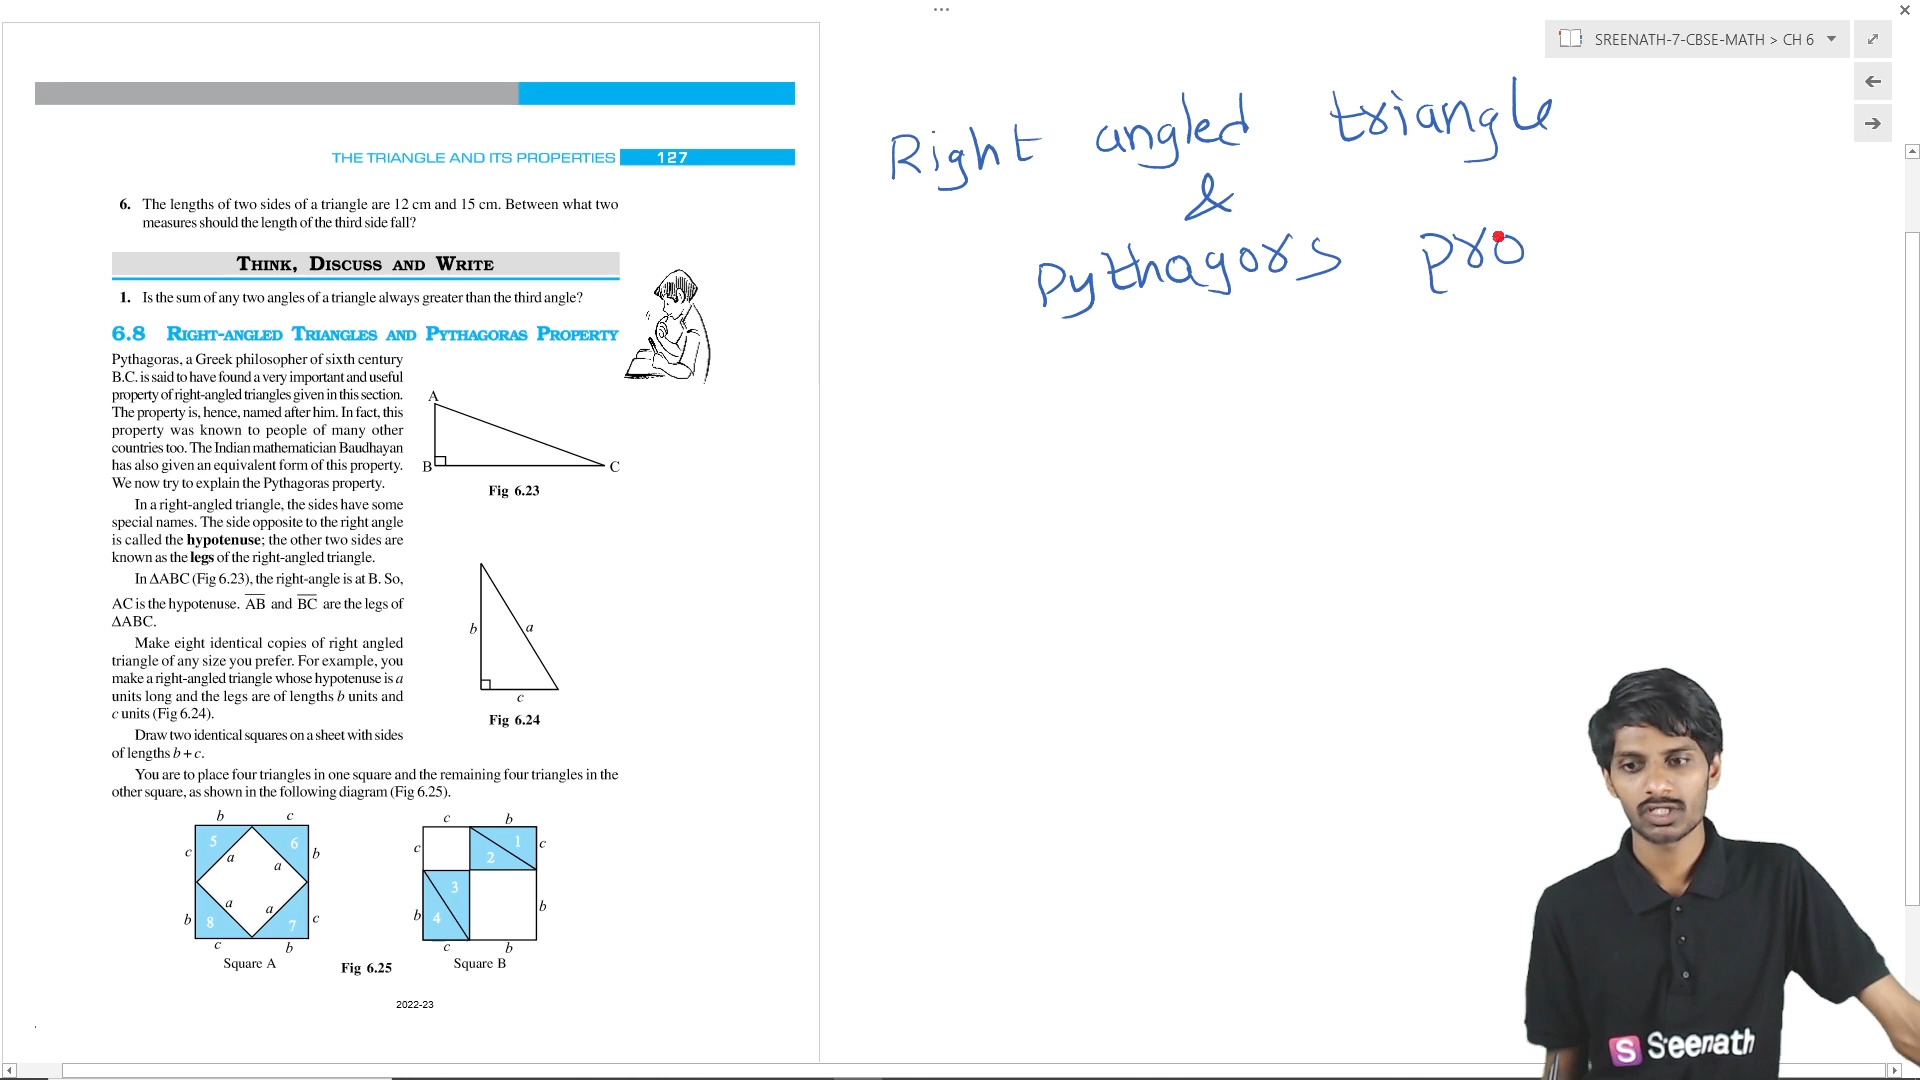 SREENATH-7-CBSE-MATH > CH 6
THE TRIANGLE AND ITS PROPERTIES 127
6. The lengths of two sides of a triangle are 12 cm and 15 cm. Between what two
measures should the length of the third side fall?
THINK, DISCUSS AND WRITE
1. Is the sum of any two angles of a triangle always greater than the third angle?
6.8 RIGHT-ANGLED TRIANGLES AND PYTHAGORAS PROPERTY
Pythagoras, a Greek philosopher of sixth century
B.C. is said to have found a very important and useful
property of right-angled triangles given in this section.
The property is, hence, named after him. In fact, this
property was known to people of many other
countries too. The Indian mathematician Baudhayan
has also given an equivalent form of this property.
We now try to explain the Pythagoras property.
In a right-angled triangle, the sides have some
special names. The side opposite to the right angle
is called the hypotenuse; the other two sides are
known as the legs of the right-angled triangle.
In ΔABC (Fig 6.23), the right-angle is at B. So,
AC is the hypotenuse. AB and BC are the legs of
ΔABC.
Make eight identical copies of right angled
triangle of any size you prefer. For example, you
make a right-angled triangle whose hypotenuse is a
units long and the legs are of lengths b units and
c units (Fig 6.24).
Draw two identical squares on a sheet with sides
of lengths b + c.
A
B C
Fig 6.23
b a
c
Fig 6.24
You are to place four triangles in one square and the remaining four triangles in the
other square, as shown in the following diagram (Fig 6.25).
b c
5 6
c a a b
b a a c
8 7
c b
Square A
Fig 6.25
c b
c 1 c
2
3
b 4 b
c b
Square B
2022-23
Right angled triangle
&
Pythagors pro
S Sreenath